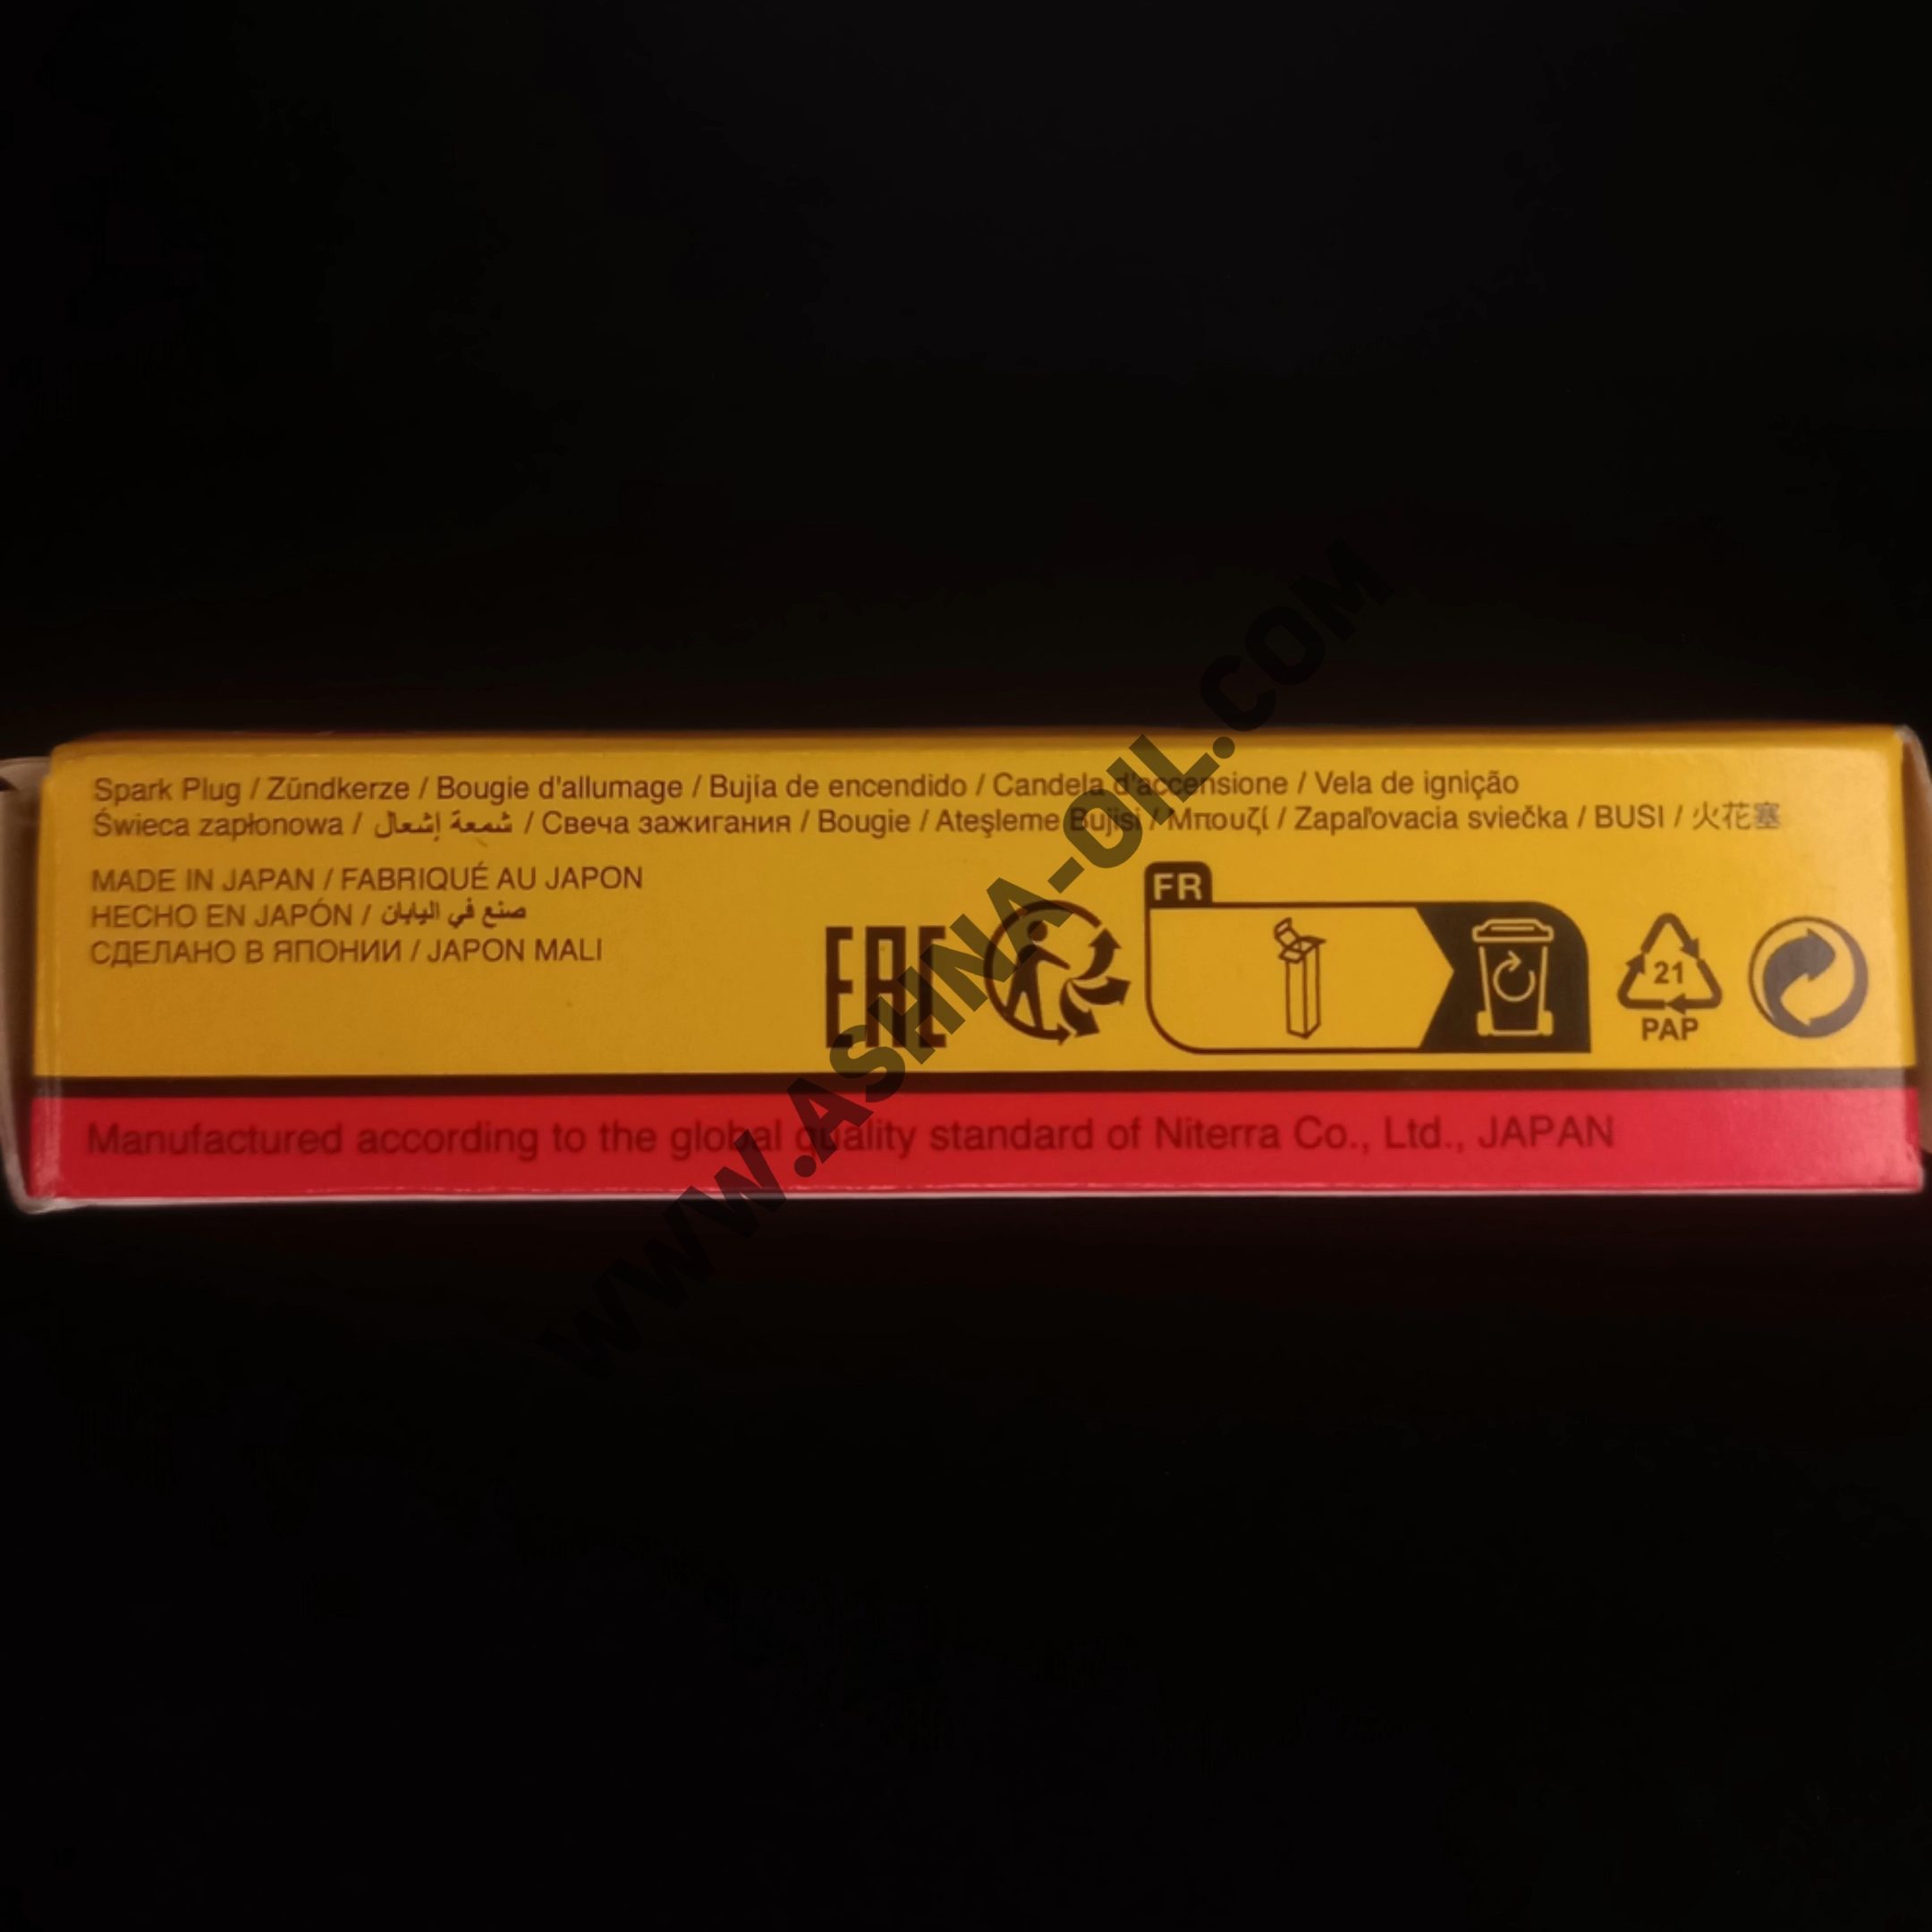 Spark Plug / Zündkerze / Bougie d'allumage / Bujía de encendido / Candela d'accensione / Vela de ignição
Świeca zapłonowa / شمعة إشعال / Свеча зажигания / Bougie / Ateşleme Bujisi / Μπουζί / Zapaľovacia sviečka / BUSI / 火花塞
MADE IN JAPAN / FABRIQUÉ AU JAPON
HECHO EN JAPÓN / صنع في اليابان
СДЕЛАНО В ЯПОНИИ / JAPON MALI
EAC
FR
21
PAP
Manufactured according to the global quality standard of Niterra Co., Ltd., JAPAN
WWW.ASHNA-OIL.COM